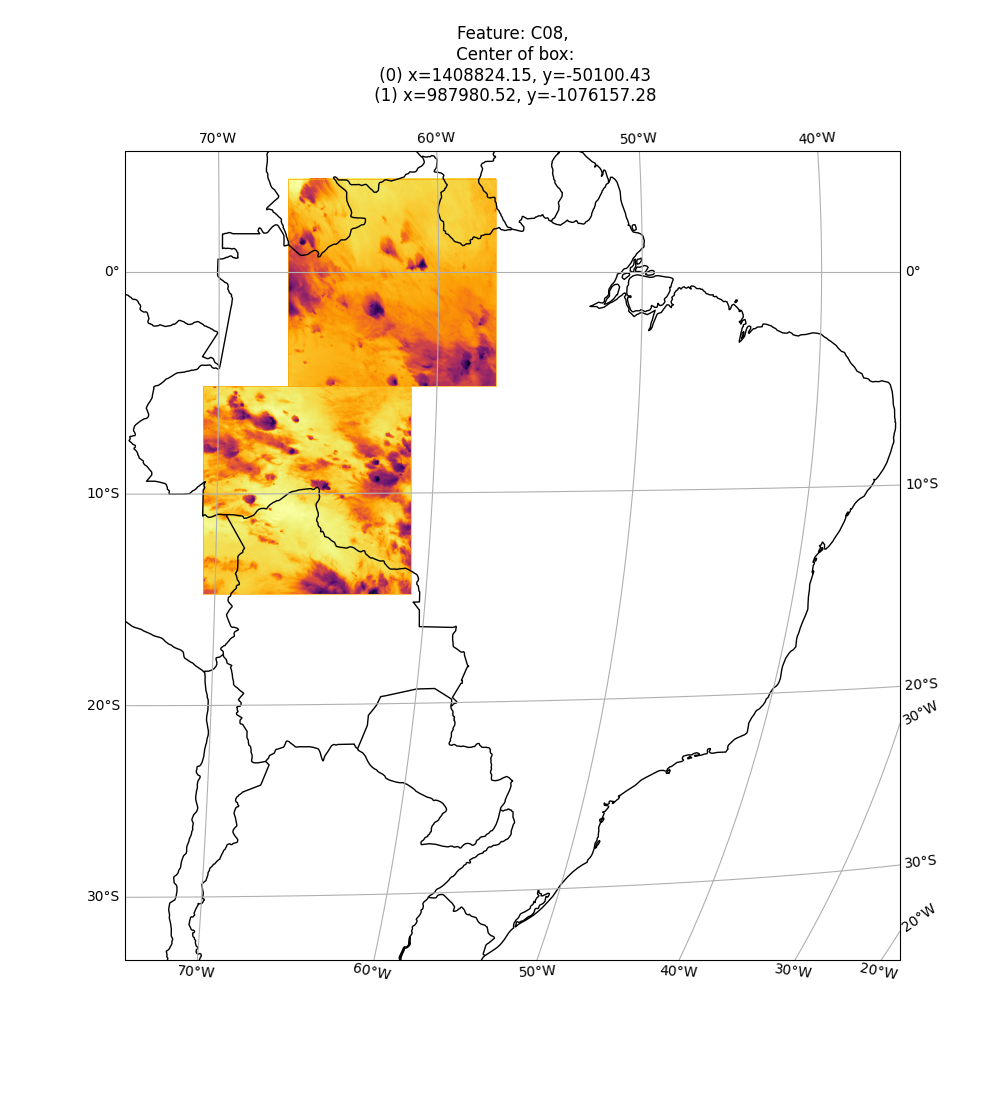 Feature: C08,
Center of box:
(0) x=1408824.15, y=-50100.43
(1) x=987980.52, y=-1076157.28
70°W 60°W 50°W 40°W
0° 0°
10°S 10°S
20°S 20°S
30°W
30°S 30°S
20°W
70°W 60°W 50°W 40°W 30°W 20°W